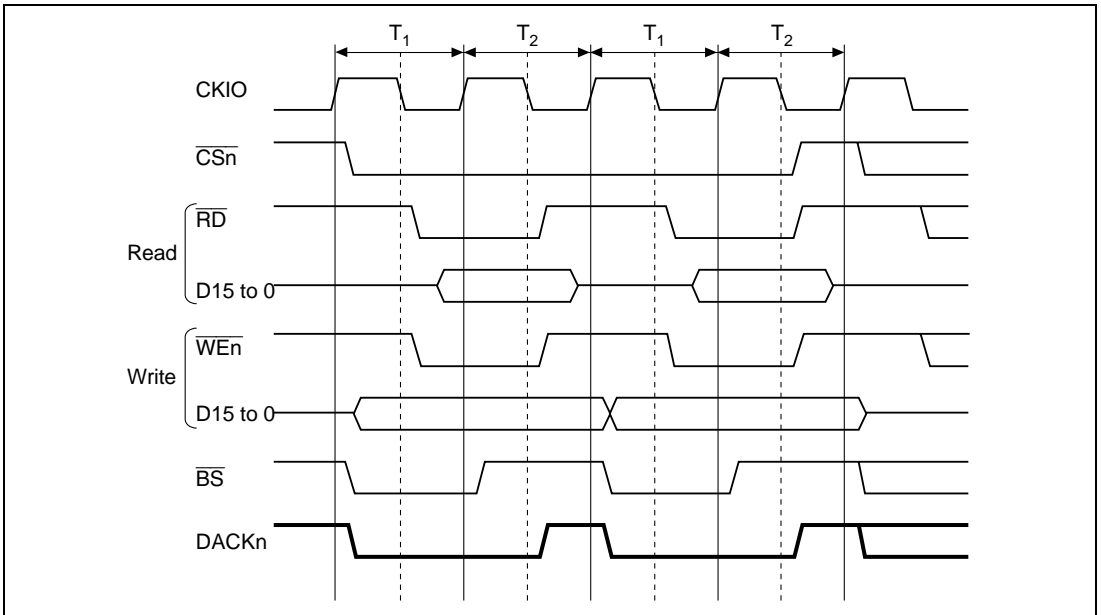 T1 T2 T1 T2
CKIO
CSn
RD
Read
D15 to 0
WEn
Write
D15 to 0
BS
DACKn